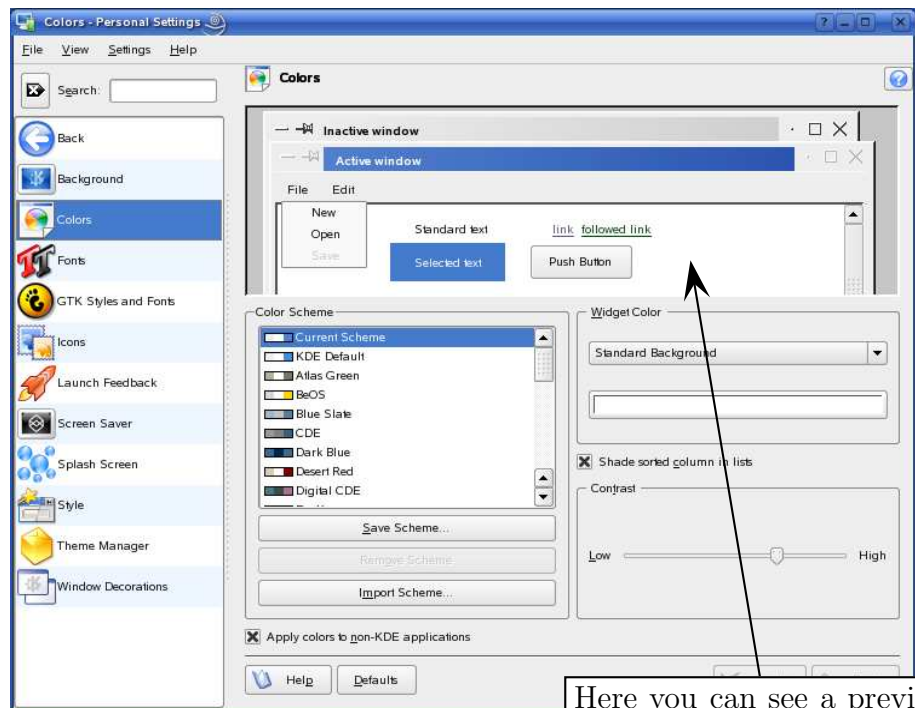 Colors - Personal Settings
File View Settings Help
Search:
Back
Background
Colors
Fonts
GTK Styles and Fonts
Icons
Launch Feedback
Screen Saver
Splash Screen
Style
Theme Manager
Window Decorations
Colors
Inactive window
Active window
File Edit
New
Open
Save
Standard text
link followed link
Selected text
Push Button
Color Scheme
Current Scheme
KDE Default
Atlas Green
BeOS
Blue Slate
CDE
Dark Blue
Desert Red
Digital CDE
Save Scheme...
Remove Scheme
Import Scheme...
Widget Color
Standard Background
Shade sorted column in lists
Contrast
Low High
Apply colors to non-KDE applications
Help Defaults
Here you can see a previ